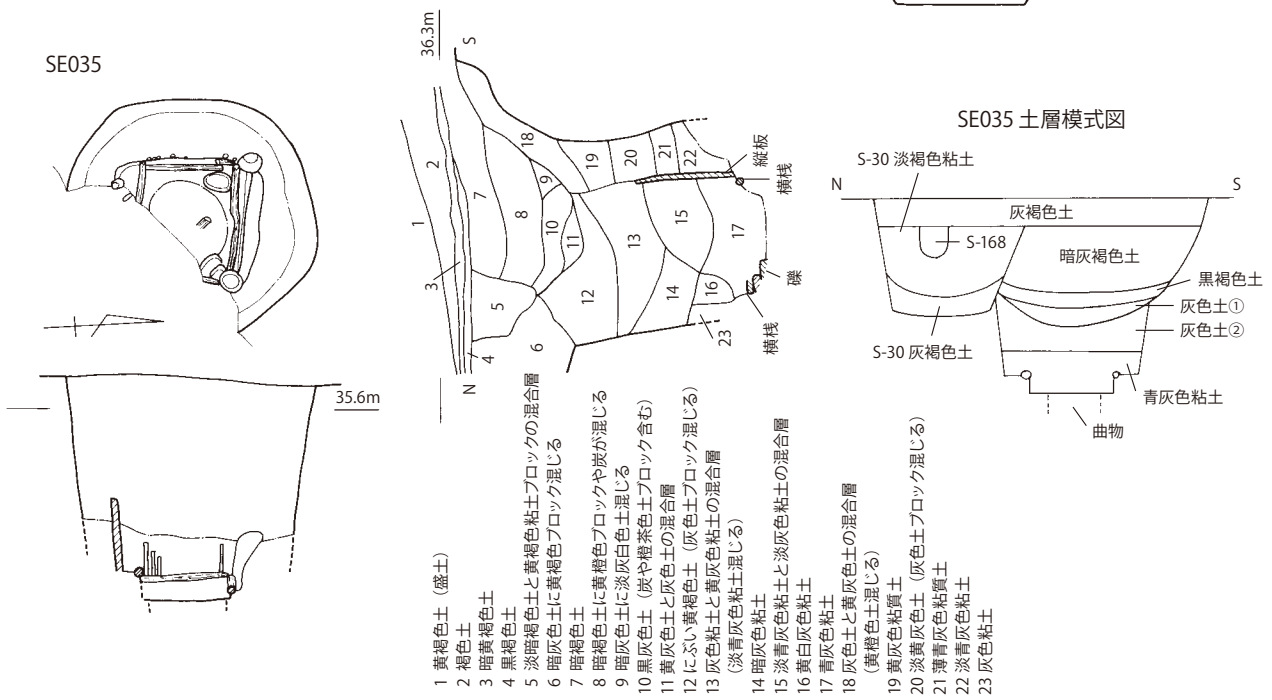 SE035
35.6m
36.3m
S
N
1
2
3
4
5
6
7
8
9
10
11
12
13
14
15
16
17
18
19
20
21
22
23
縦板
横桟
礫
横桟
1 黄褐色土（盛土）
2 褐色土
3 暗黄褐色土
4 黒褐色土
5 淡暗褐色土と黄褐色粘土ブロックの混合層
6 暗灰色土に黄褐色ブロック混じる
7 暗褐色土
8 暗褐色土に黄橙色ブロックや炭が混じる
9 暗灰色土に淡灰白色土混じる
10 黒灰色土（炭や橙茶色土ブロック含む）
11 黄灰色土と灰色土の混合層
12 にぶい黄褐色土（灰色土ブロック混じる）
13 灰色粘土と黄灰色粘土の混合層
（淡青灰色粘土混じる）
14 暗灰色粘土
15 淡青灰色粘土と淡灰色粘土の混合層
16 黄白灰色粘土
17 青灰色粘土
18 灰色土と黄灰色土の混合層
（黄橙色土混じる）
19 黄灰色粘質土
20 淡黄灰色土（灰色土ブロック混じる）
21 薄青灰色粘質土
22 淡青灰色粘土
23 灰色粘土
SE035 土層模式図
S-30 淡褐色粘土
N
S
灰褐色土
S-168
暗灰褐色土
黒褐色土
灰色土①
灰色土②
S-30 灰褐色土
青灰色粘土
曲物